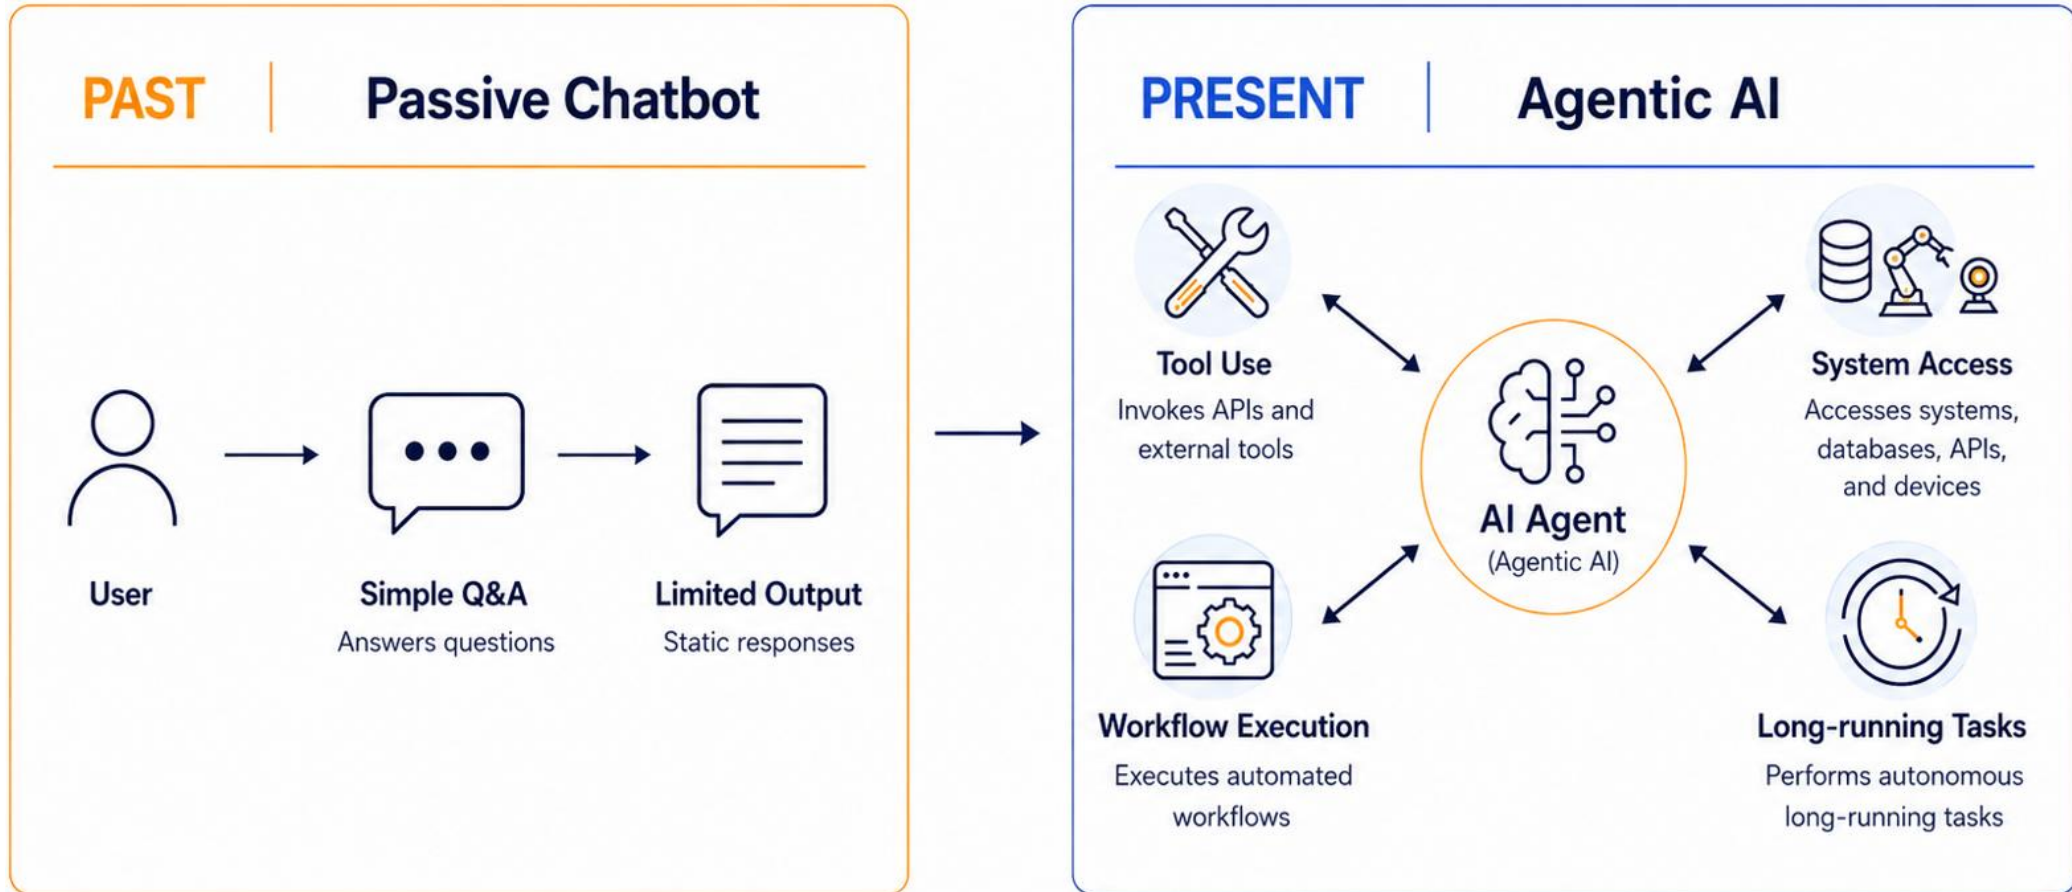 PAST
Passive Chatbot
User
Simple Q&A
Answers questions
Limited Output
Static responses
PRESENT
Agentic AI
Tool Use
Invokes APIs and
external tools
System Access
Accesses systems,
databases, APIs,
and devices
AI Agent
(Agentic AI)
Workflow Execution
Executes automated
workflows
Long-running Tasks
Performs autonomous
long-running tasks